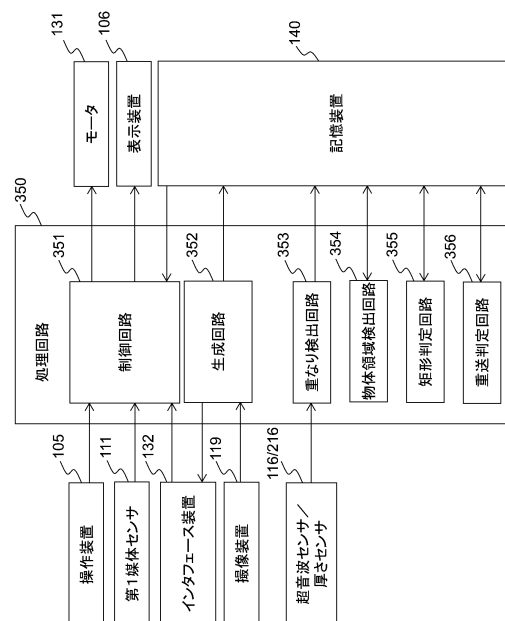 350
処理回路
105
操作装置
111
第1媒体センサ
132
インタフェース装置
119
撮像装置
116/216
超音波センサ/
厚さセンサ
351
制御回路
352
生成回路
353
重なり検出回路
354
物体領域検出回路
355
矩形判定回路
356
重送判定回路
131
モータ
106
表示装置
140
記憶装置